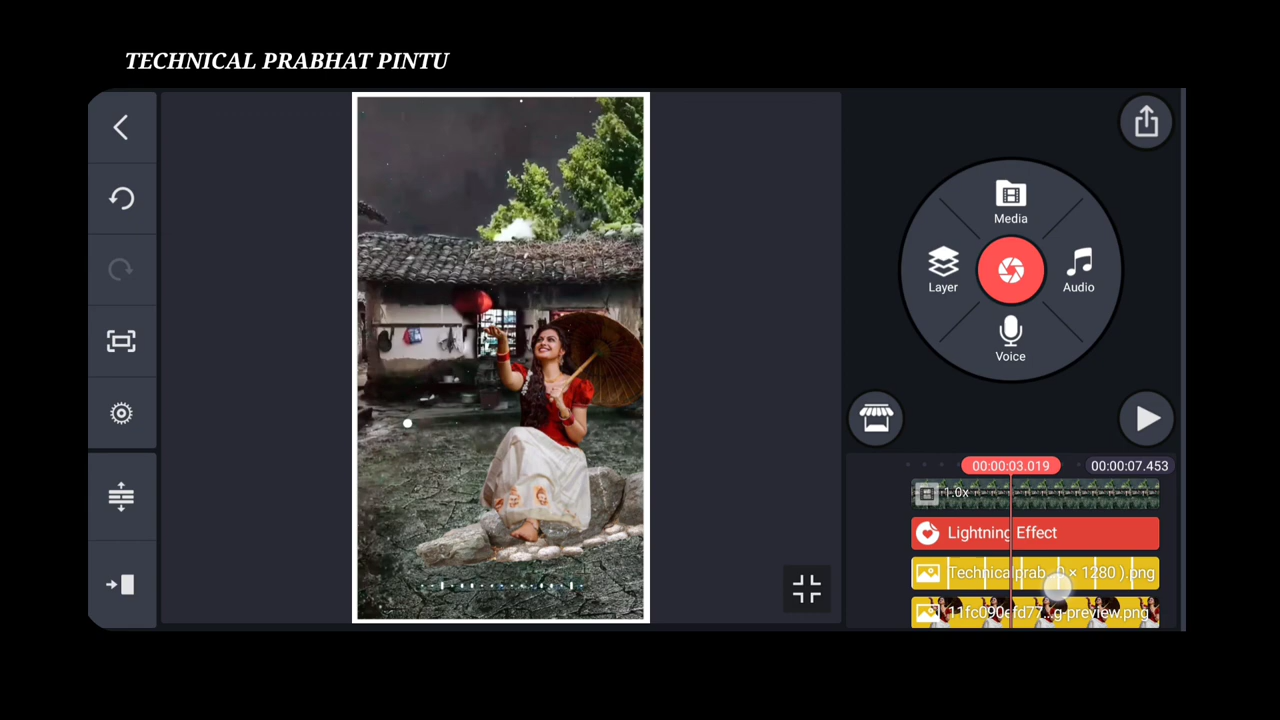 TECHNICAL PRABHAT PINTU
Media
Layer
Audio
Voice
00:00:03.019
00:00:07.453
1.0x
Lightning Effect
Technicalprab... × 1280 ).png
11fc090efd77...g-preview.png